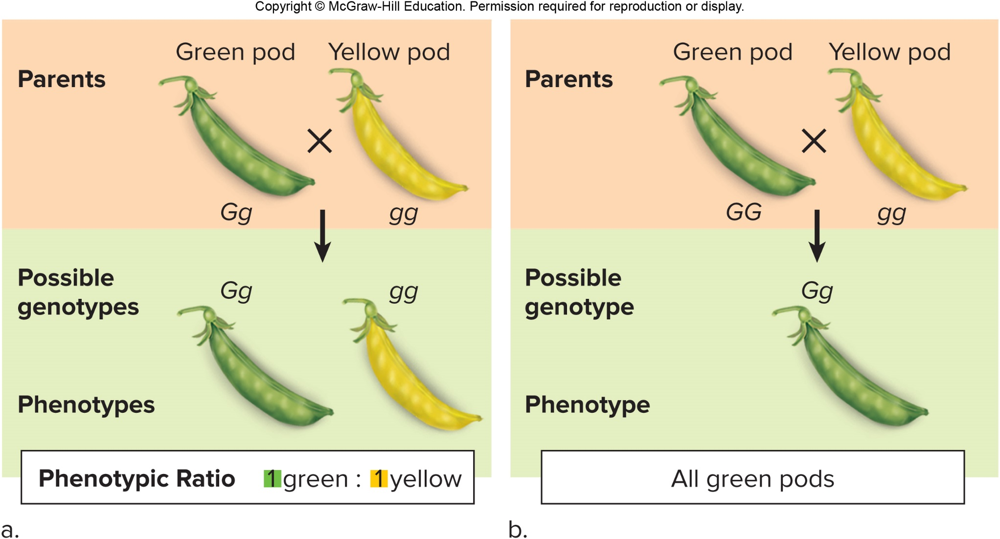 Copyright © McGraw-Hill Education. Permission required for reproduction or display.
Green pod Yellow pod
Parents
Gg gg
Possible
genotypes
Gg gg
Phenotypes
Phenotypic Ratio 1 green : 1 yellow
a.
Green pod Yellow pod
Parents
GG gg
Possible
genotype
Gg
Phenotype
All green pods
b.